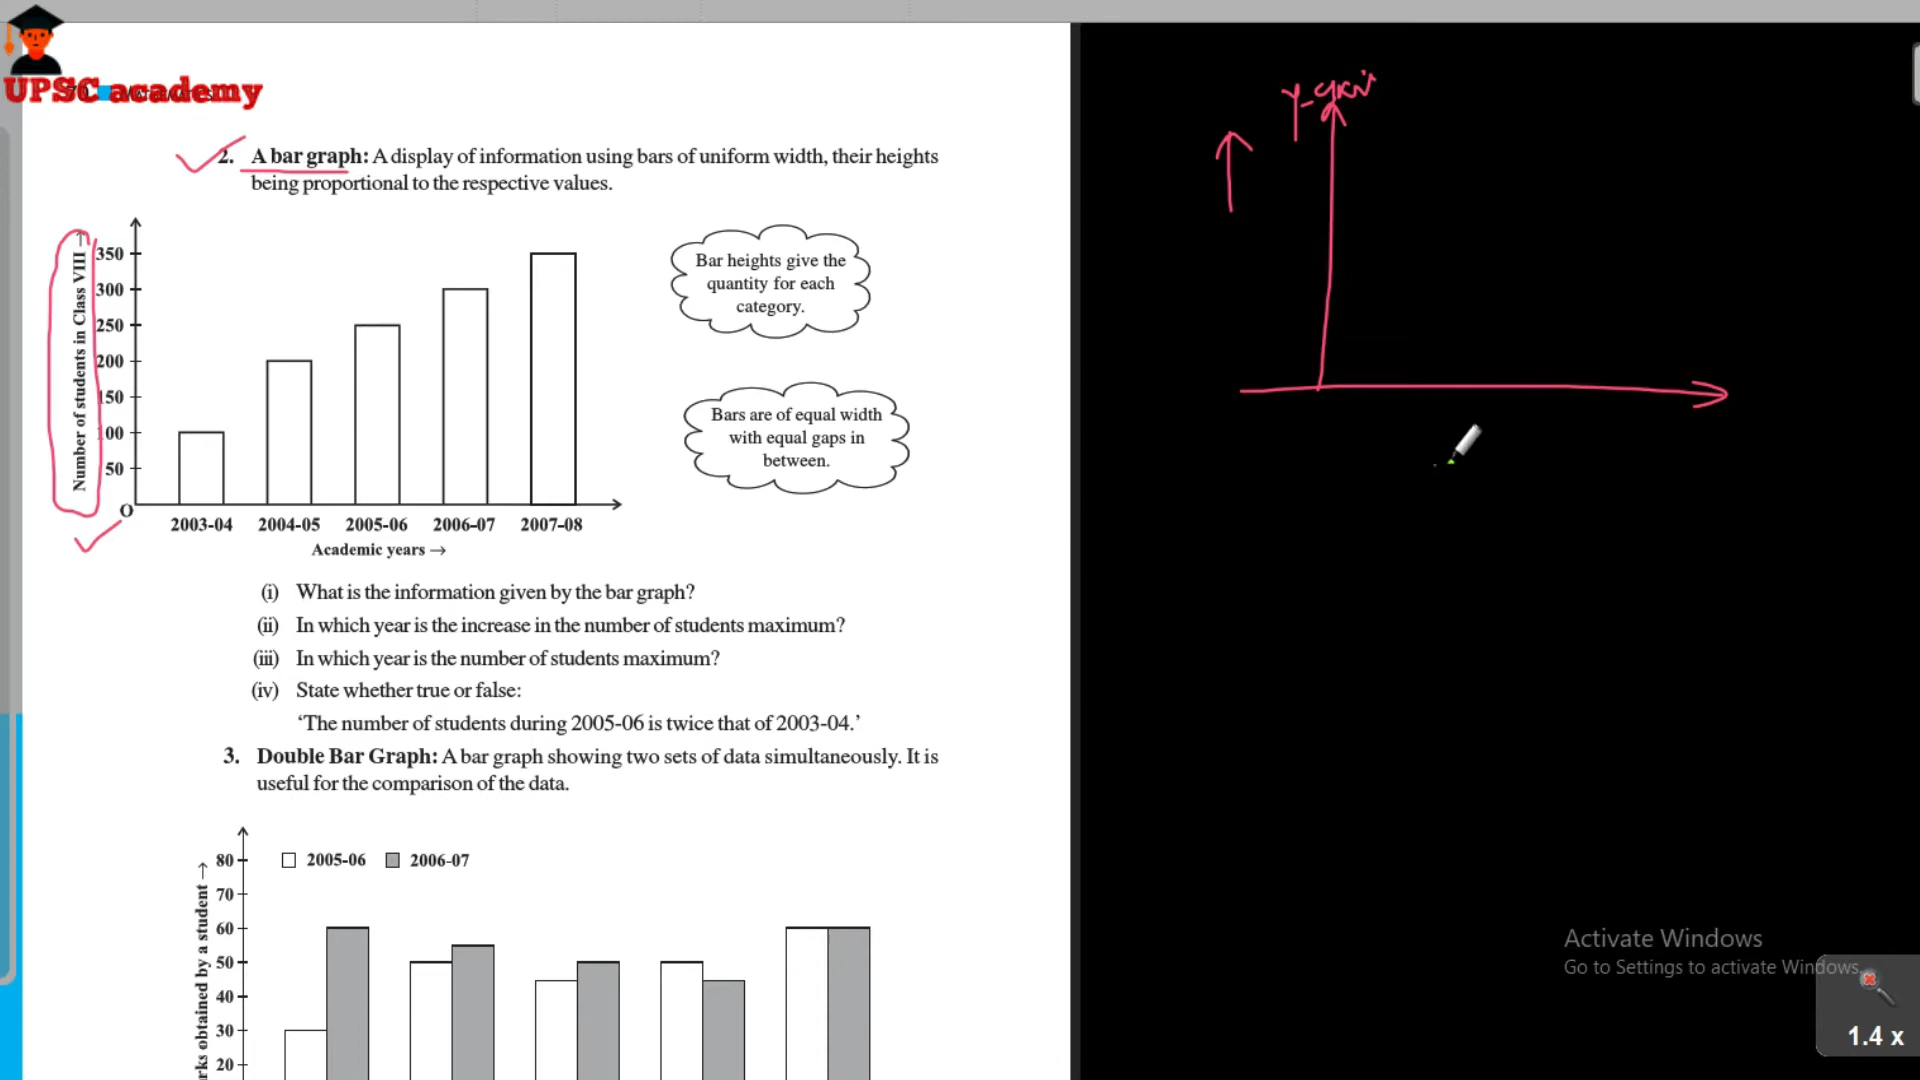 UPSC academy
2. A bar graph: A display of information using bars of uniform width, their heights
being proportional to the respective values.
Number of students in Class VIII →
350
300
250
200
150
100
50
O
2003-04 2004-05 2005-06 2006-07 2007-08
Academic years →
Bar heights give the
quantity for each
category.
Bars are of equal width
with equal gaps in
between.
(i) What is the information given by the bar graph?
(ii) In which year is the increase in the number of students maximum?
(iii) In which year is the number of students maximum?
(iv) State whether true or false:
‘The number of students during 2005-06 is twice that of 2003-04.’
3. Double Bar Graph: A bar graph showing two sets of data simultaneously. It is
useful for the comparison of the data.
2005-06 2006-07
obtained by a student →
80
70
60
50
40
30
20
Activate Windows
Go to Settings to activate Windows.
1.4 x